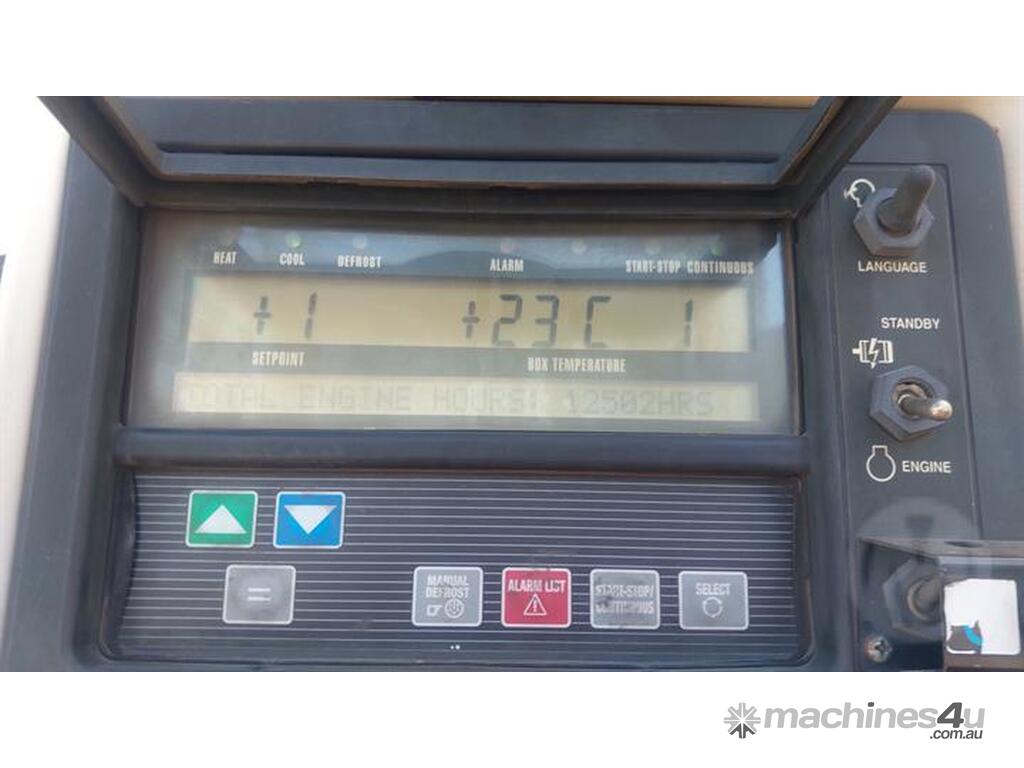 HEAT COOL DEFROST ALARM START-STOP CONTINUOUS
+1 +23C 1
SETPOINT BOX TEMPERATURE
TOTAL ENGINE HOURS: 12502HRS
LANGUAGE
STANDBY
ENGINE
=
MANUAL
DEFROST
ALARM LIST
START-STOP/
CONTINUOUS
SELECT
machines4u
.com.au